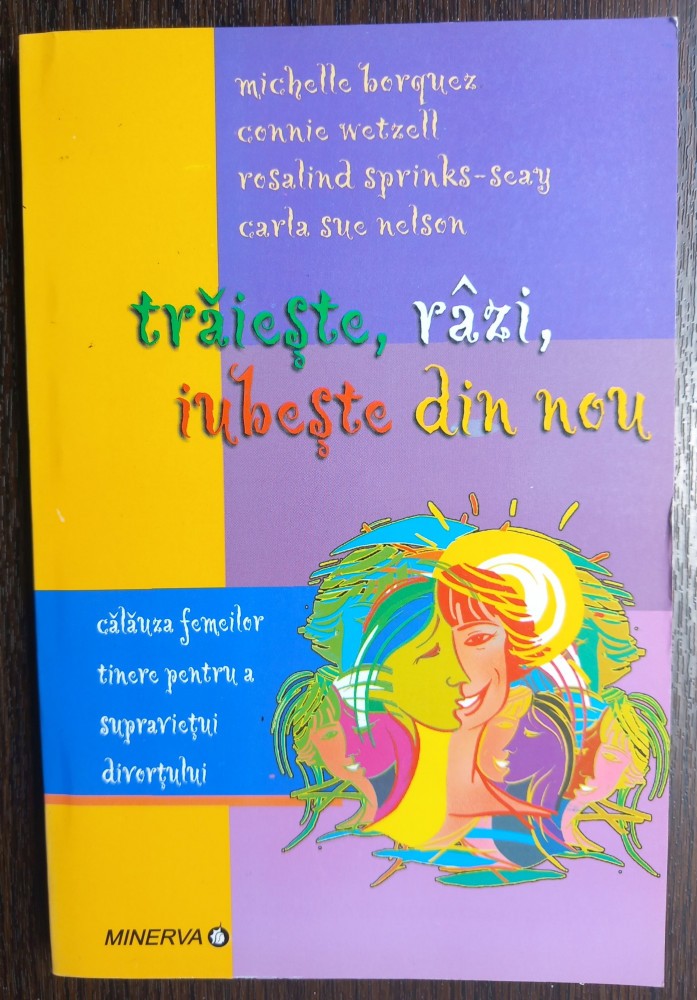 michelle borquez
connie wetzell
rosalind sprinks-seay
carla sue nelson
trăiește, râzi,
iubește din nou
călăuza femeilor
tinere pentru a
supraviețui
divorțului
MINERVA